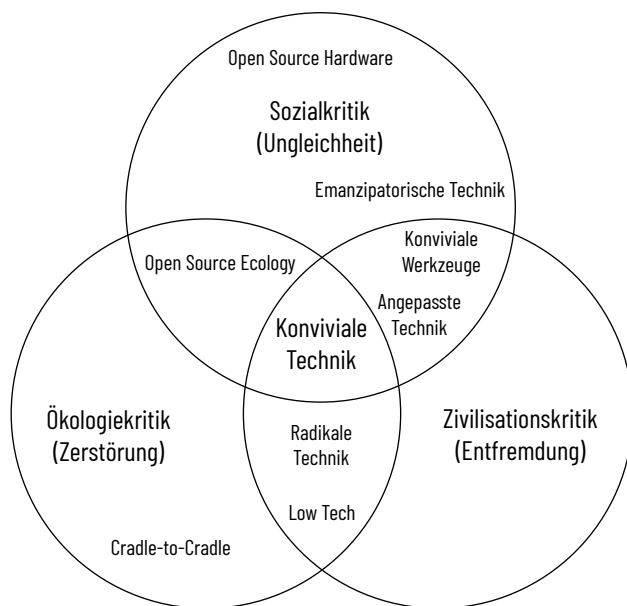 Open Source Hardware
Sozialkritik
(Ungleichheit)
Emanzipatorische Technik
Open Source Ecology
Konviviale
Werkzeuge
Angepasste
Technik
Konviviale
Technik
Ökologiekritik
(Zerstörung)
Zivilisationskritik
(Entfremdung)
Radikale
Technik
Low Tech
Cradle-to-Cradle